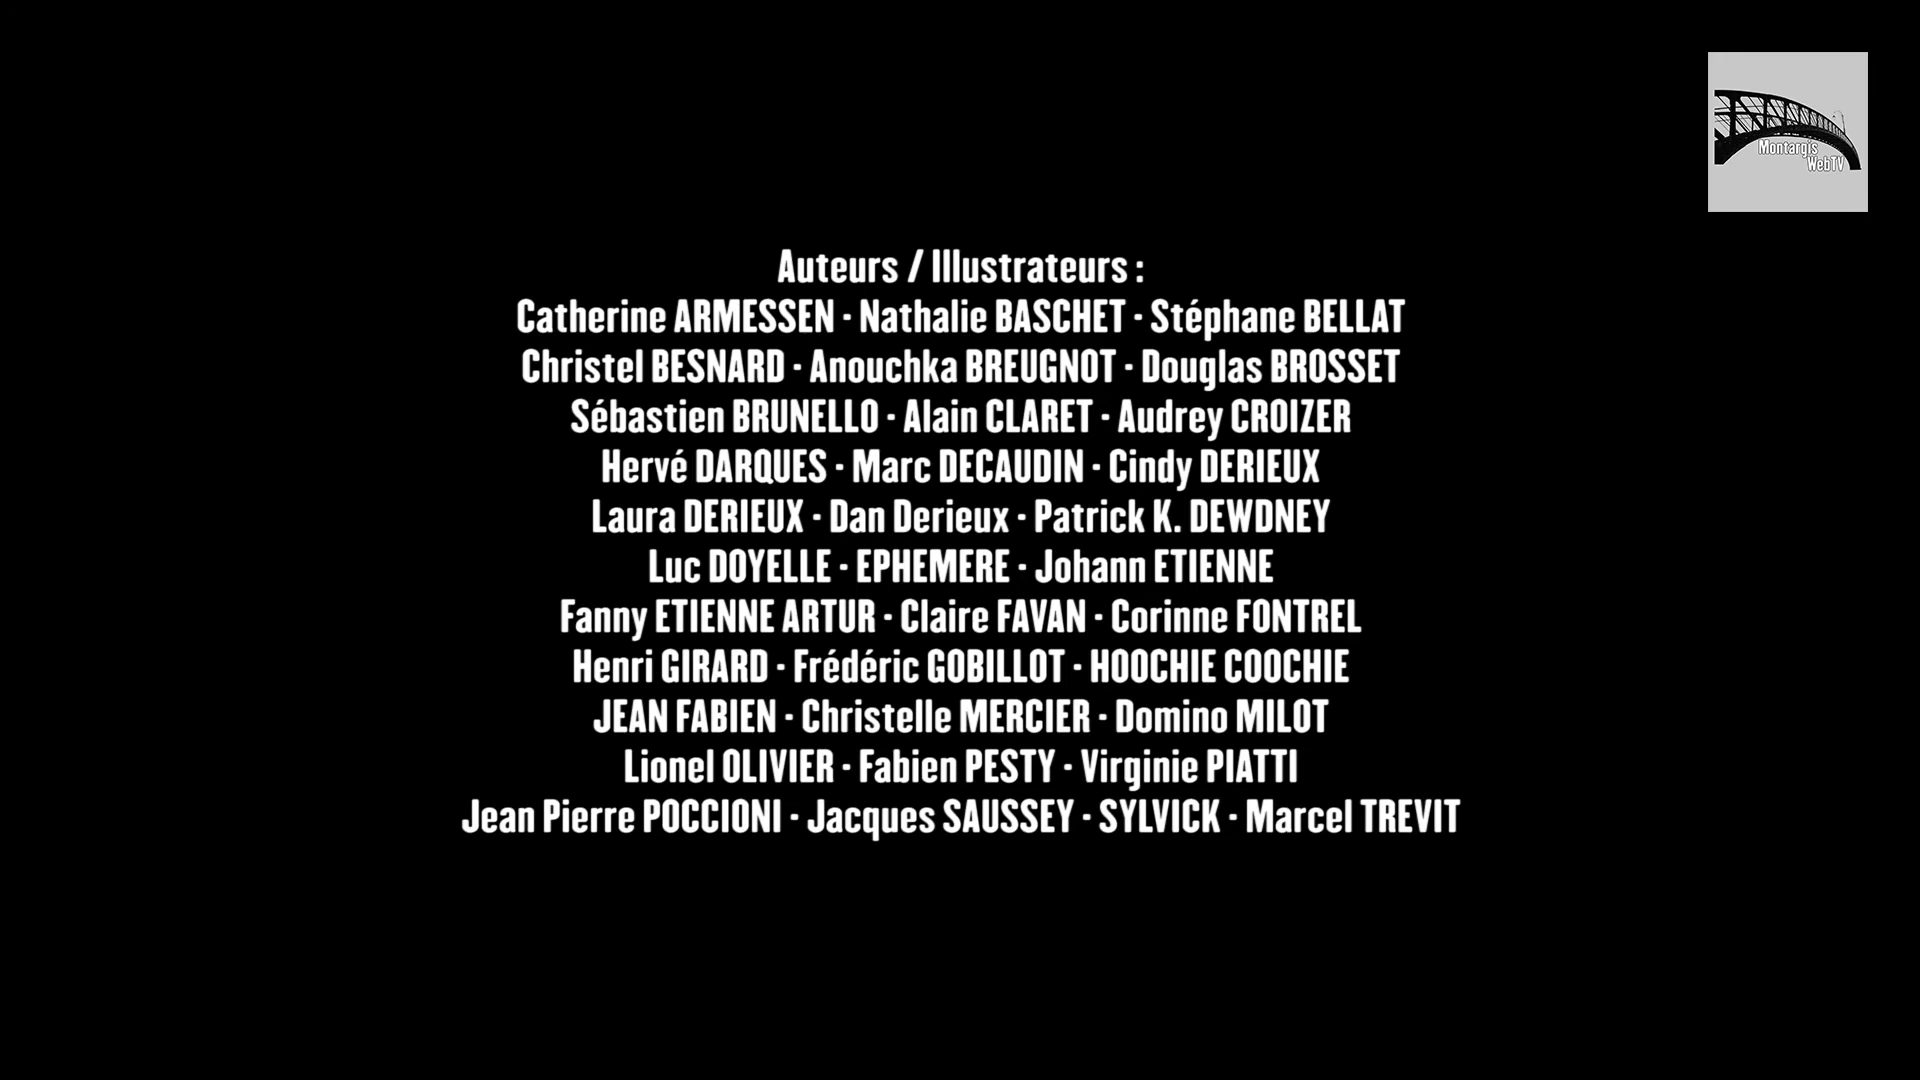 Montargis
WebTV
Auteurs / Illustrateurs :
Catherine ARMESSEN - Nathalie BASCHET - Stéphane BELLAT
Christel BESNARD - Anouchka BREUGNOT - Douglas BROSSET
Sébastien BRUNELLO - Alain CLARET - Audrey CROIZER
Hervé DARQUES - Marc DECAUDIN - Cindy DERIEUX
Laura DERIEUX - Dan Derieux - Patrick K. DEWDNEY
Luc DOYELLE - EPHEMERE - Johann ETIENNE
Fanny ETIENNE ARTUR - Claire FAVAN - Corinne FONTREL
Henri GIRARD - Frédéric GOBILLOT - HOOCHIE COOCHIE
JEAN FABIEN - Christelle MERCIER - Domino MILOT
Lionel OLIVIER - Fabien PESTY - Virginie PIATTI
Jean Pierre POCCIONI - Jacques SAUSSEY - SYLVICK - Marcel TREVIT